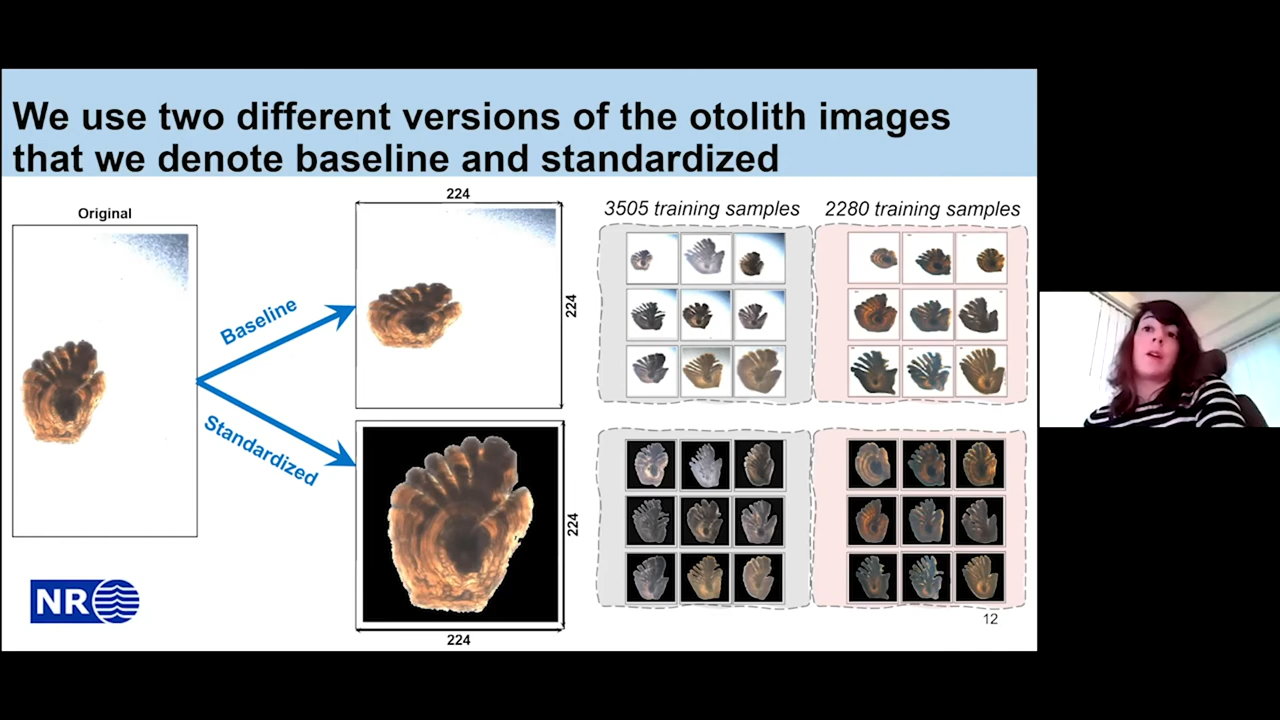 We use two different versions of the otolith images
that we denote baseline and standardized
Original
224
224
Baseline
Standardized
224
224
3505 training samples
2280 training samples
NR
12